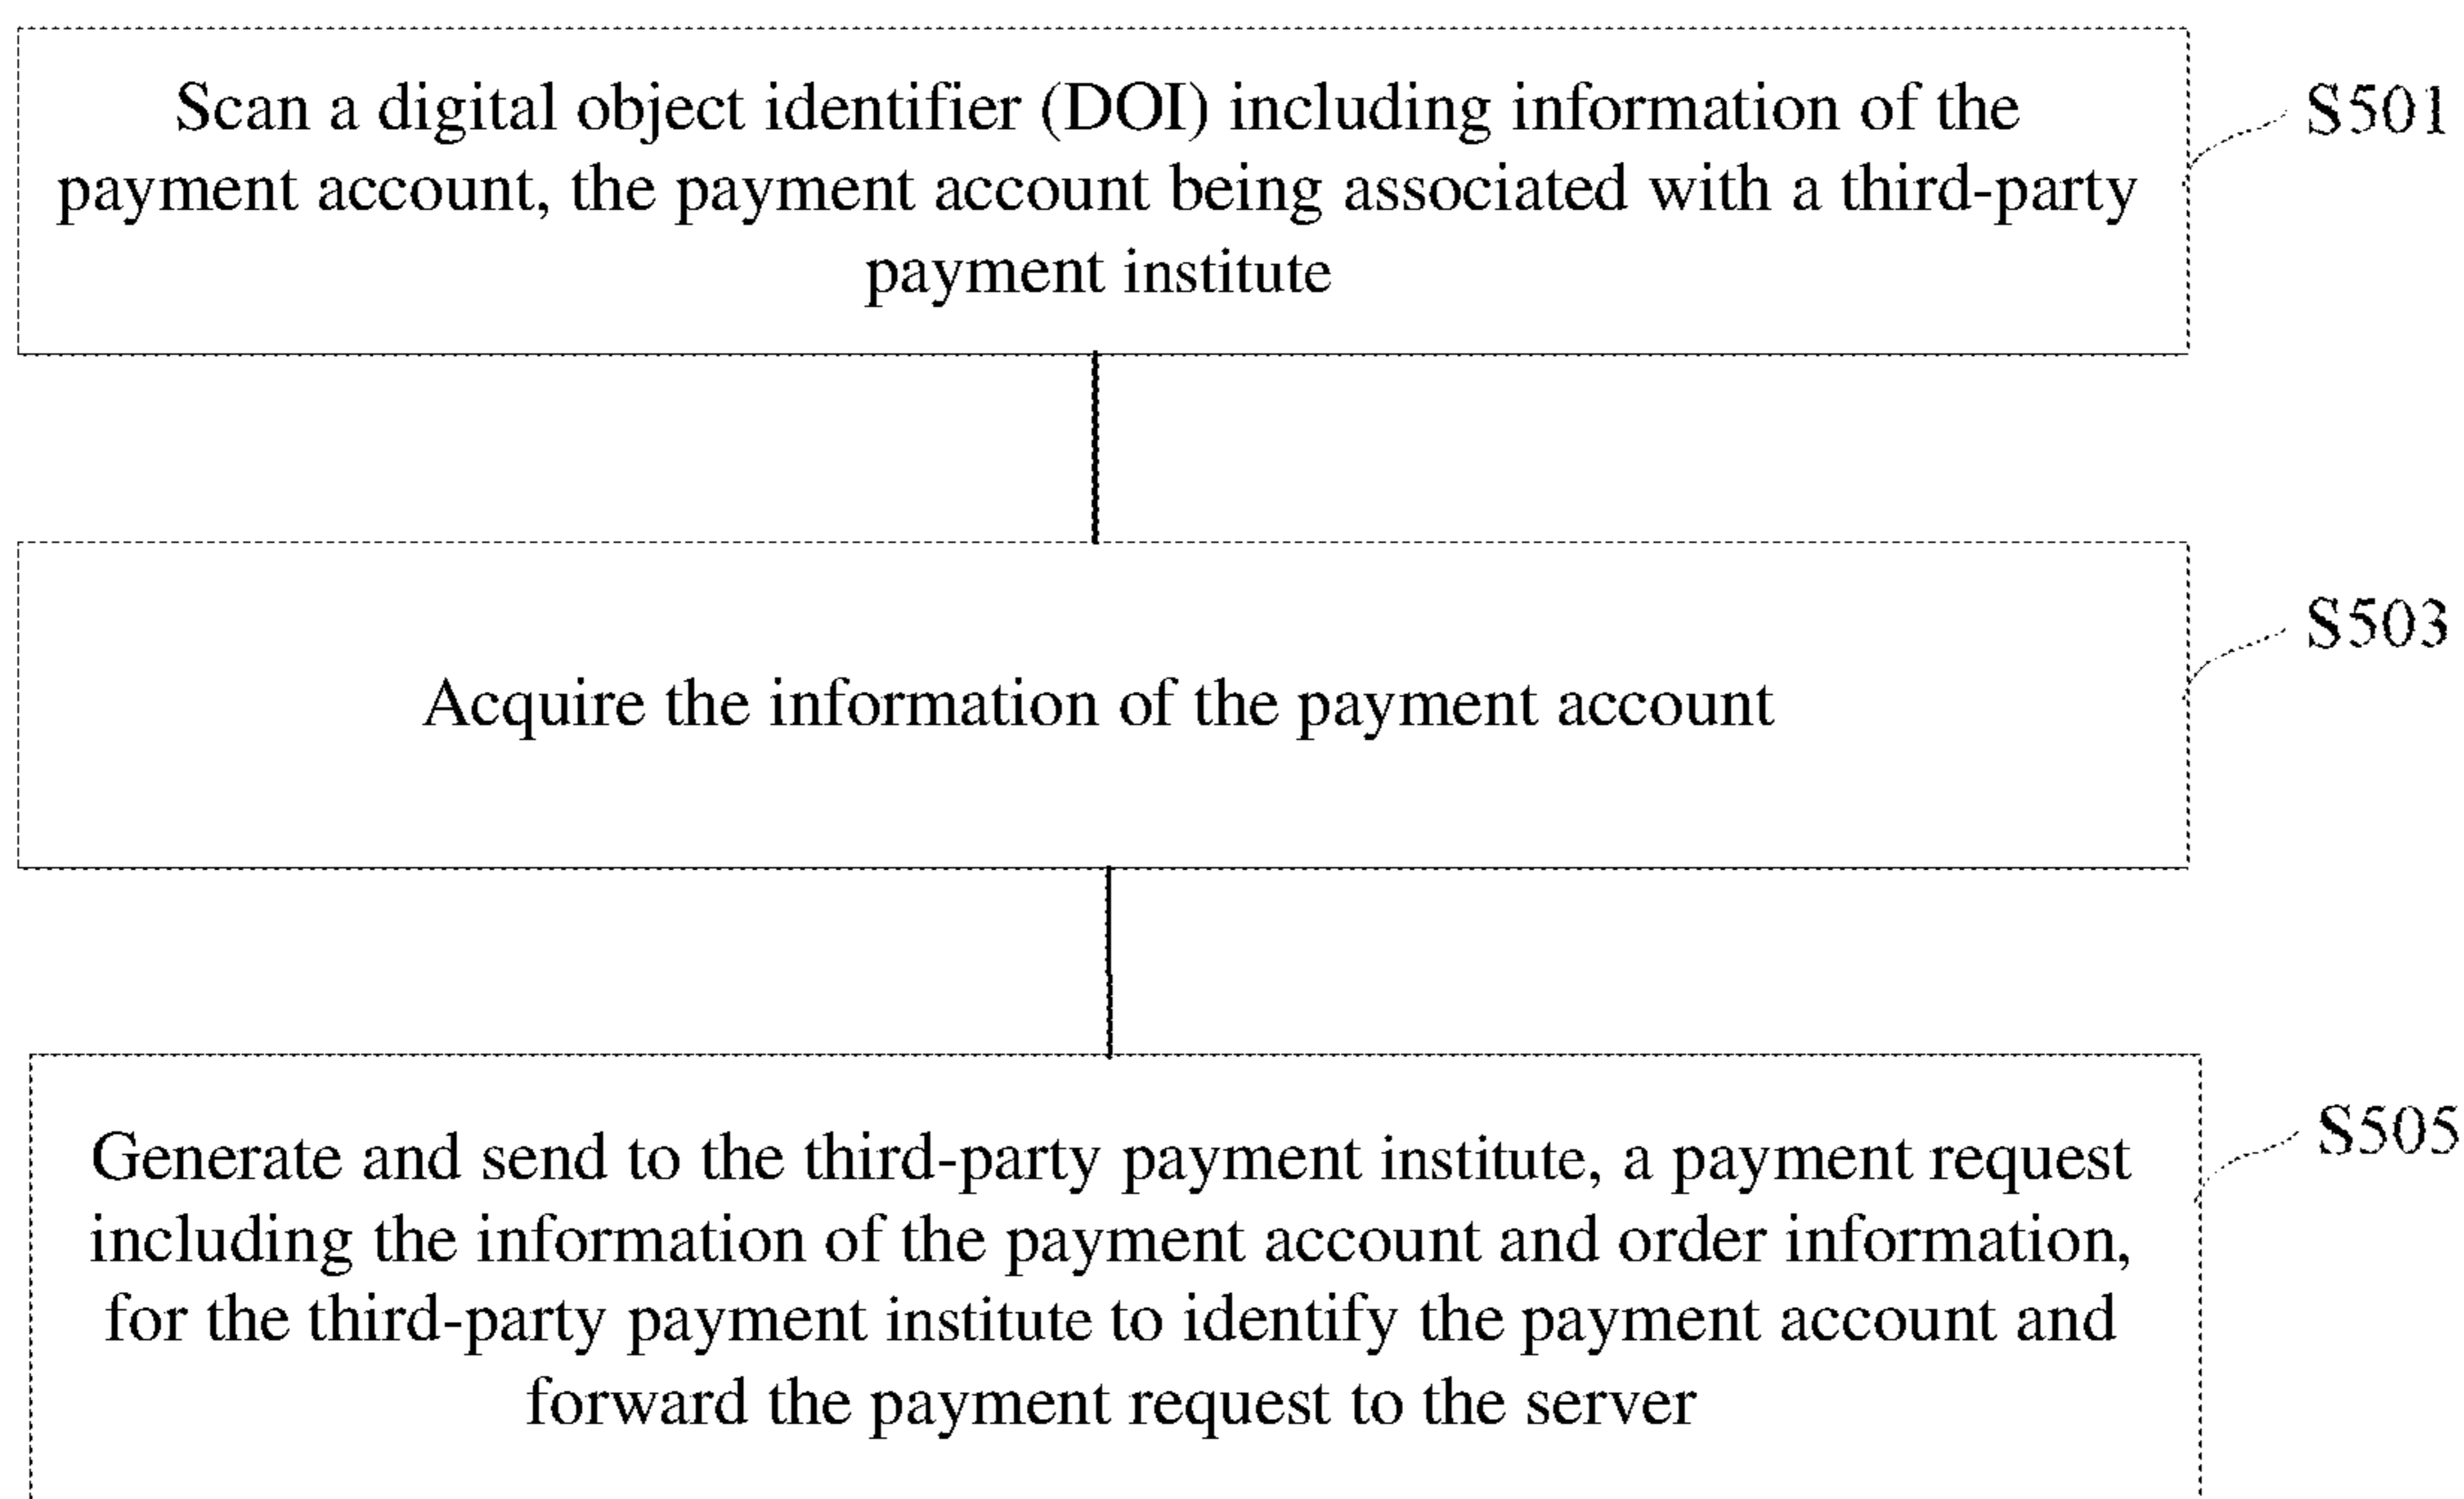 Scan a digital object identifier (DOI) including information of the
payment account, the payment account being associated with a third-party
payment institute
S501
Acquire the information of the payment account
S503
Generate and send to the third-party payment institute, a payment request
including the information of the payment account and order information,
for the third-party payment institute to identify the payment account and
forward the payment request to the server
S505